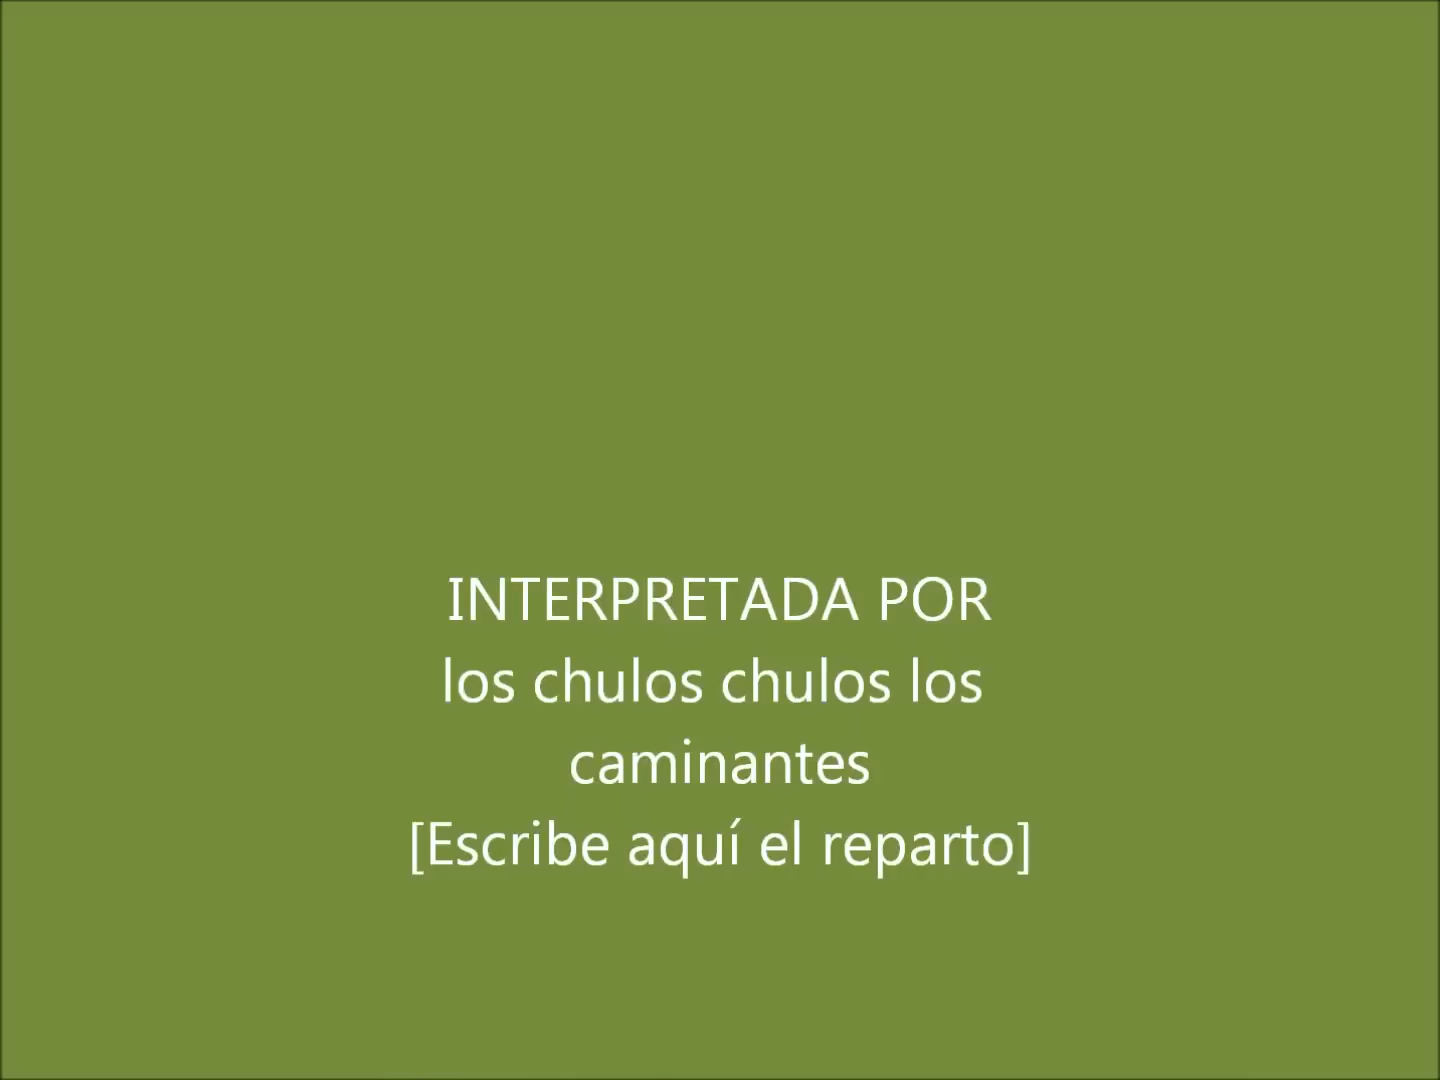 INTERPRETADA POR
los chulos chulos los
caminantes
[Escribe aquí el reparto]